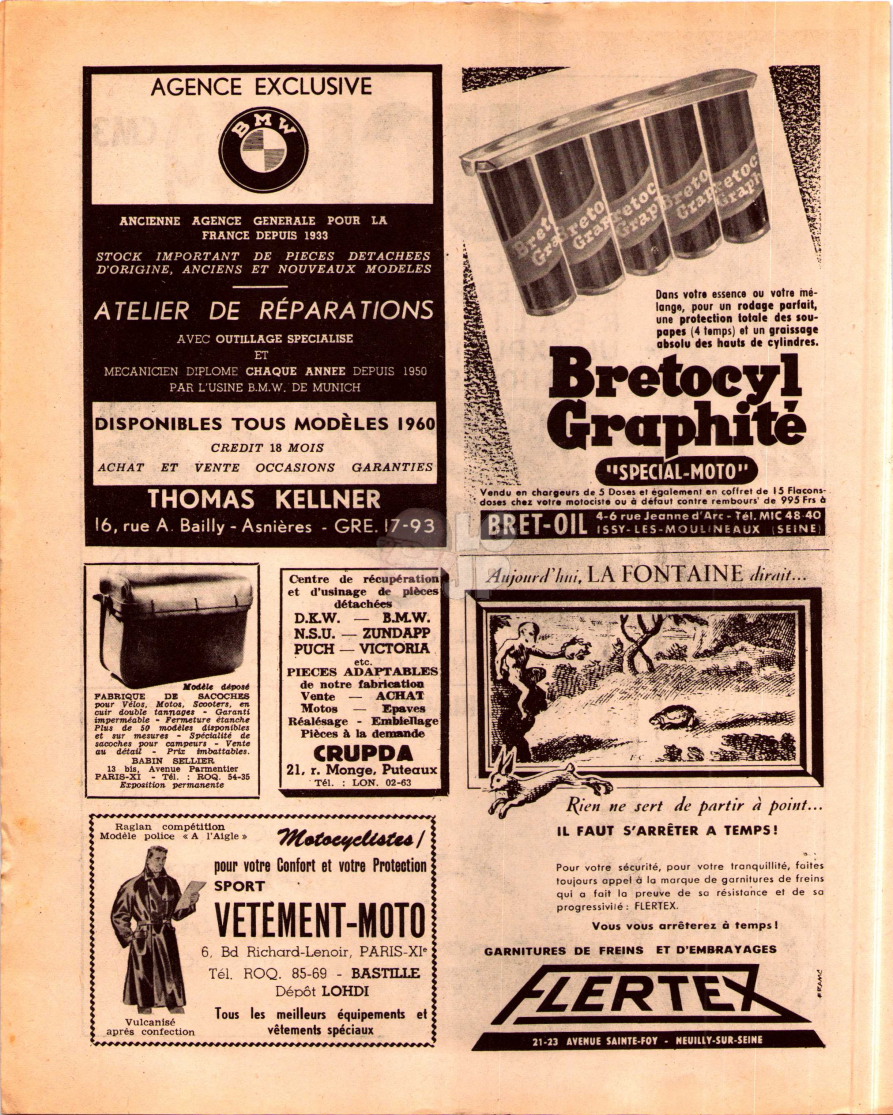 AGENCE EXCLUSIVE
BMW
ANCIENNE AGENCE GENERALE POUR LA
FRANCE DEPUIS 1933
STOCK IMPORTANT DE PIECES DETACHEES
D'ORIGINE, ANCIENS ET NOUVEAUX MODELES
ATELIER DE RÉPARATIONS
AVEC OUTILLAGE SPECIALISE
ET
MECANICIEN DIPLOME CHAQUE ANNEE DEPUIS 1950
PAR L'USINE B.M.W. DE MUNICH
DISPONIBLES TOUS MODÈLES 1960
CREDIT 18 MOIS
ACHAT ET VENTE OCCASIONS GARANTIES
THOMAS KELLNER
16, rue A. Bailly - Asnières - GRE. 17-93
Dans votre essence ou votre mé-
lange, pour un rodage parfait,
une protection totale des sou-
papes (4 temps) et un graissage
absolu des hauts de cylindres.
Bretocyl
Graphité
"SPECIAL-MOTO"
Vendu en chargeurs de 5 Doses et également en coffret de 15 Flacons-
doses chez votre motociste ou à défaut contre rembours' de 995 Frs à
BRET-OIL
4-6 rue Jeanne d'Arc - Tél. MIC 48-40
ISSY-LES-MOULINEAUX (SEINE)
Modèle déposé
FABRIQUE DE SACOCHES
pour Vélos, Motos, Scooters, en
cuir double tannages - Garanti
imperméable - Fermeture étanche
Plus de 50 modèles disponibles
et sur mesures - Spécialité de
sacoches pour campeurs - Vente
au détail - Prix imbattables.
BABIN SELLIER
13 bis, Avenue Parmentier
PARIS-XI - Tél. : ROQ. 54-35
Exposition permanente
Centre de récupération
et d'usinage de pièces
détachées
D.K.W. — B.M.W.
N.S.U. — ZUNDAPP
PUCH — VICTORIA
etc.
PIECES ADAPTABLES
de notre fabrication
Vente — ACHAT
Motos - Epaves
Réalésage - Embiellage
Pièces à la demande
CRUPDA
21, r. Monge, Puteaux
Tél. : LON. 02-63
Raglan compétition
Modèle police « A l'Aigle »
Motocyclistes!
pour votre Confort et votre Protection
SPORT
VETEMENT-MOTO
6, Bd Richard-Lenoir, PARIS-XIe
Tél. ROQ. 85-69 - BASTILLE
Dépôt LOHDI
Tous les meilleurs équipements et
vêtements spéciaux
Vulcanisé
après confection
Aujourd'hui, LA FONTAINE dirait...
Rien ne sert de partir à point...
IL FAUT S'ARRÊTER A TEMPS!
Pour votre sécurité, pour votre tranquillité, faites
toujours appel à la marque de garnitures de freins
qui a fait la preuve de sa résistance et de sa
progressivité : FLERTEX.
Vous vous arrêterez à temps!
GARNITURES DE FREINS ET D'EMBRAYAGES
FLERTEX
21-23 AVENUE SAINTE-FOY - NEUILLY-SUR-SEINE